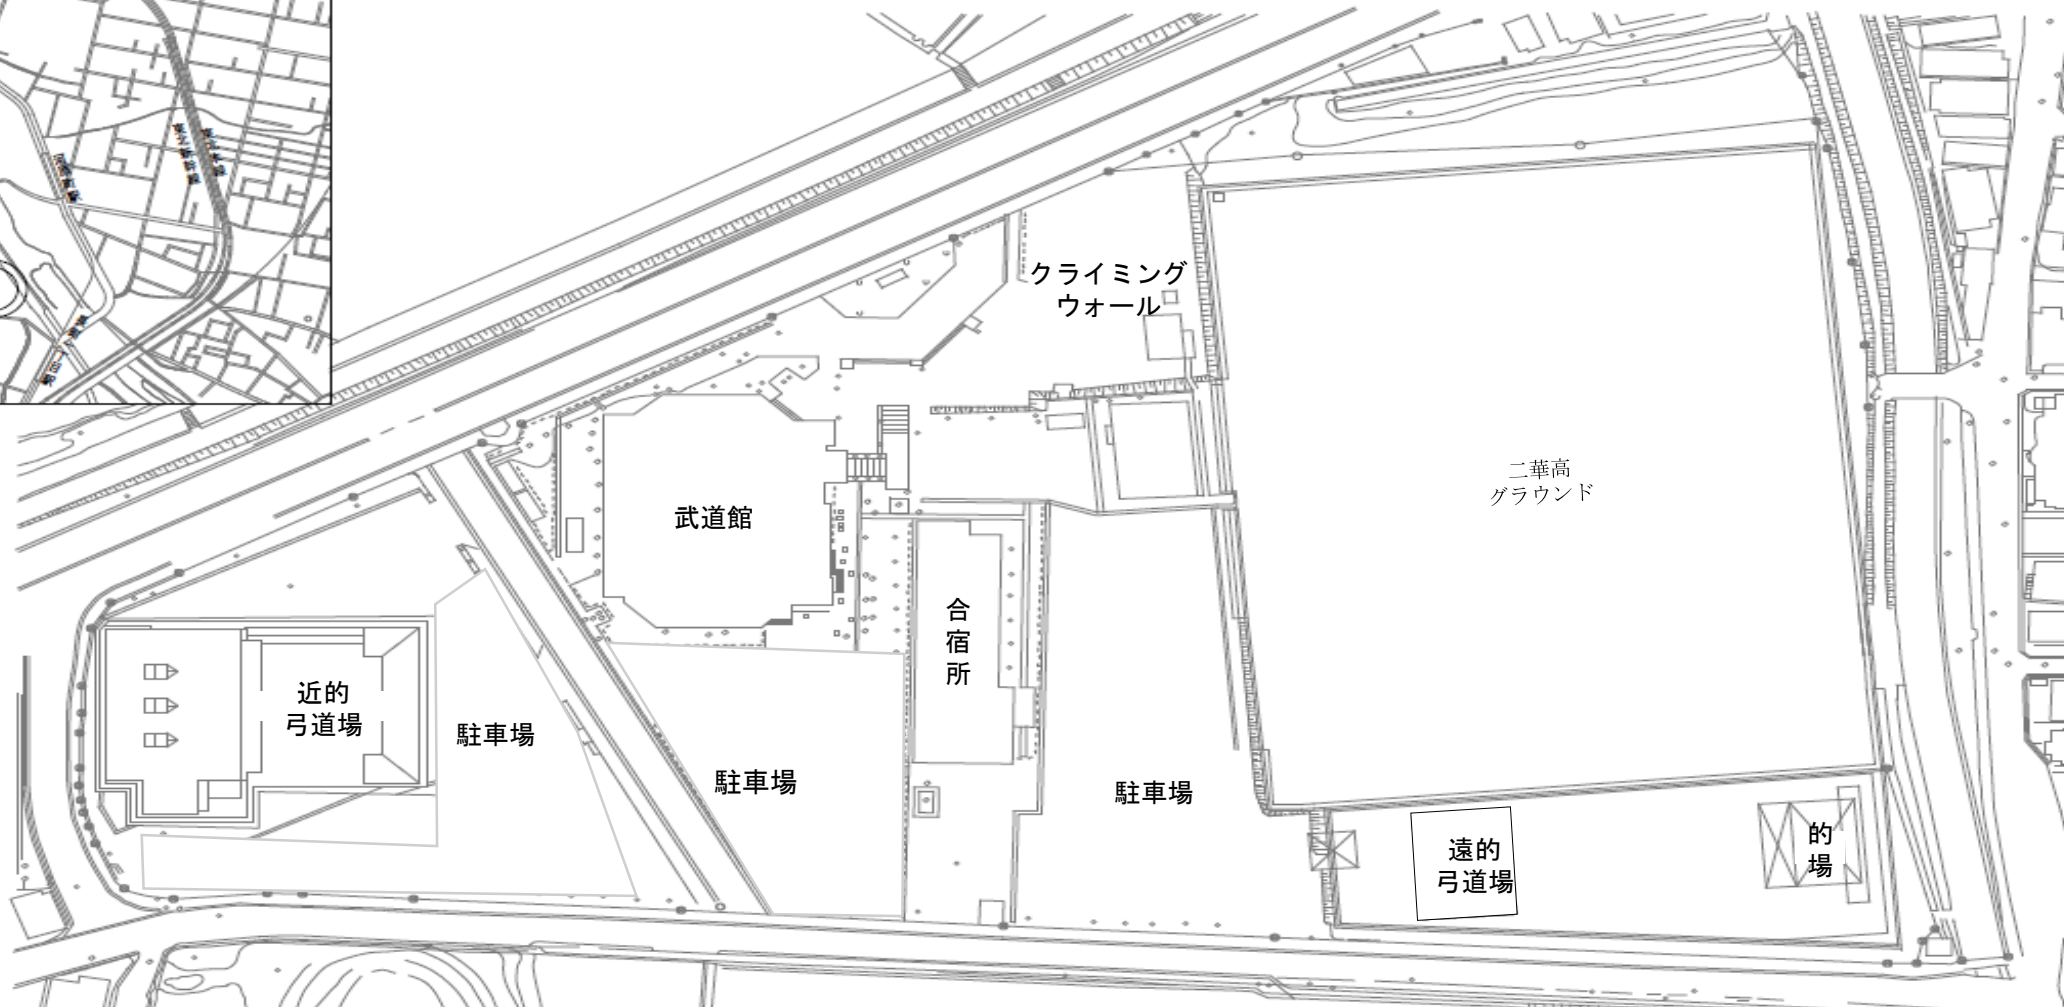 クライミング
ウォール
二華高
グラウンド
武道館
合
宿
所
近的
弓道場
駐車場
駐車場
駐車場
遠的
弓道場
的
場